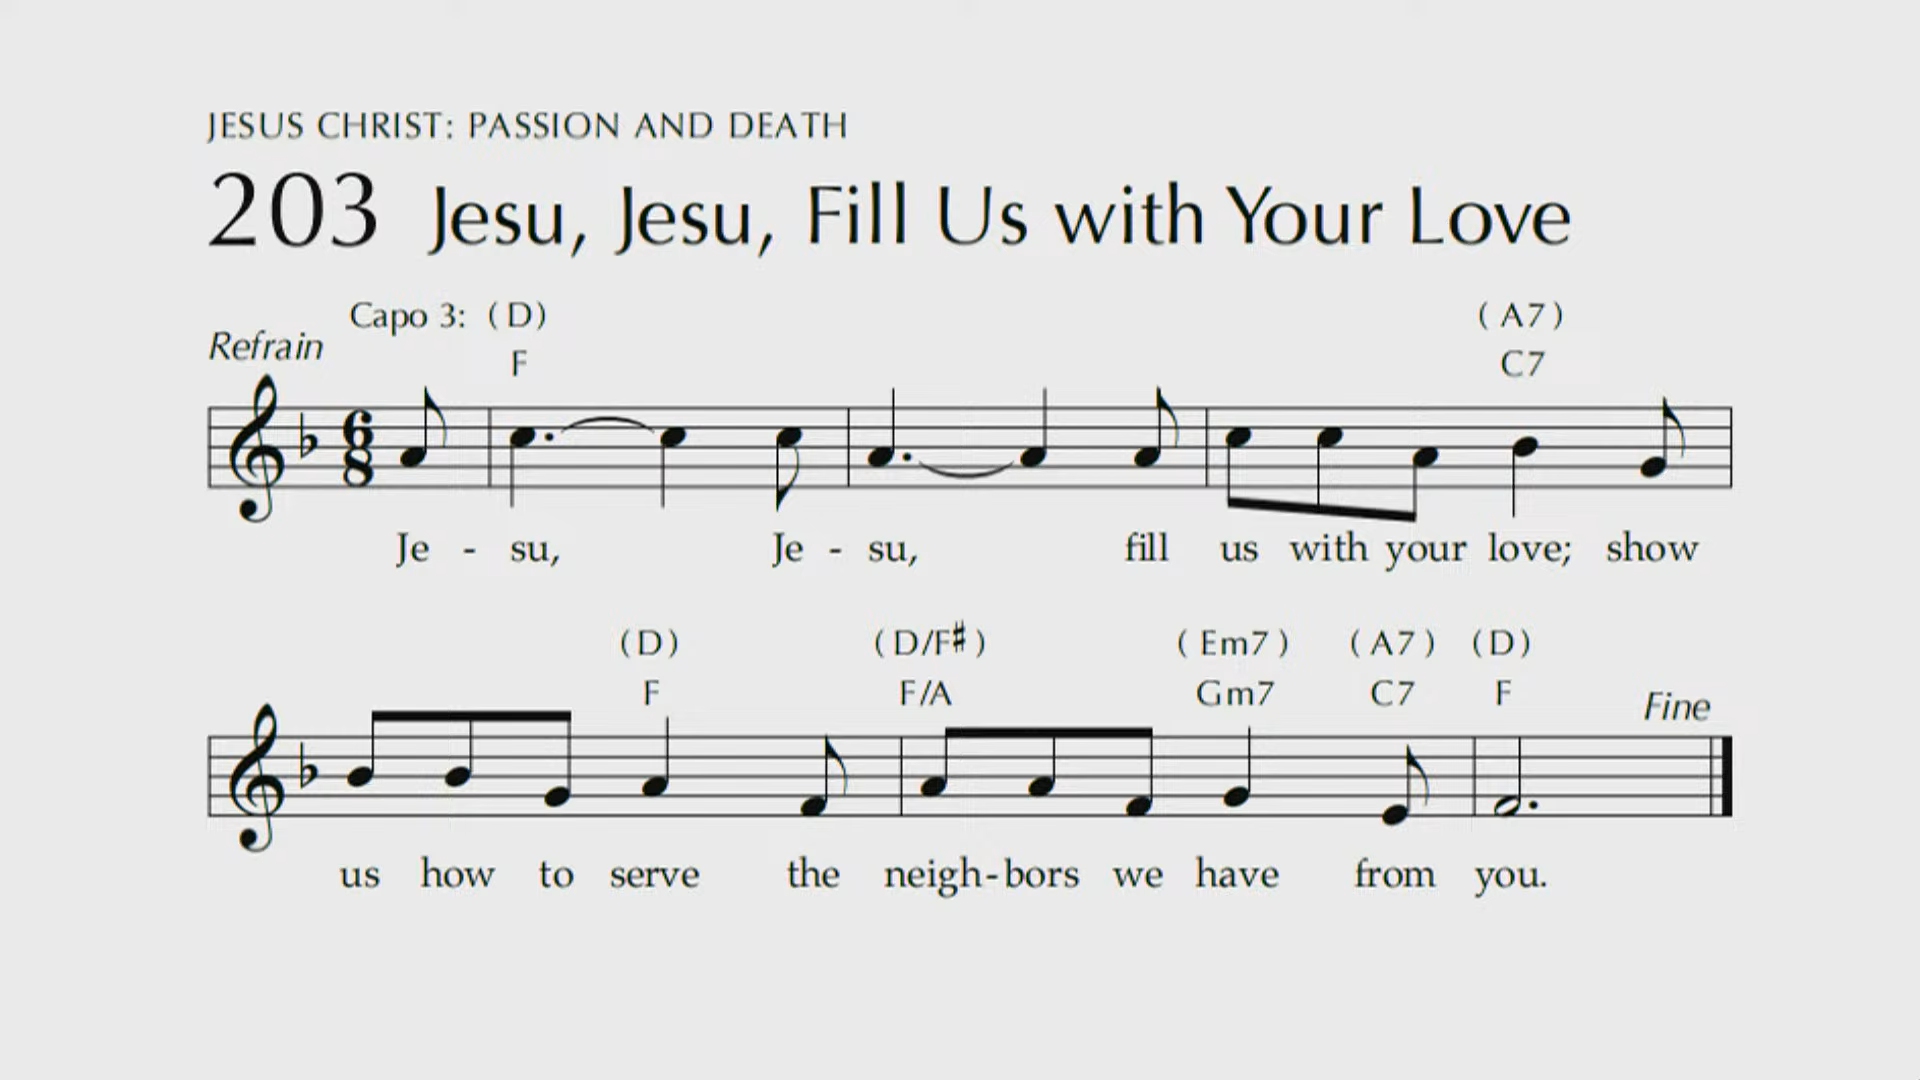 JESUS CHRIST: PASSION AND DEATH
203 Jesu, Jesu, Fill Us with Your Love
Capo 3: (D) (A7)
Refrain F C7
6
8
Je - su, Je - su, fill us with your love; show
(D) (D/F♯) (Em7) (A7) (D)
F F/A Gm7 C7 F Fine
us how to serve the neigh-bors we have from you.